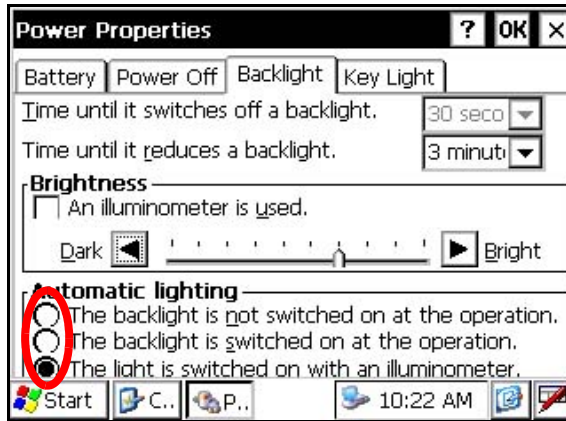 Power Properties ? OK ×
Battery Power Off Backlight Key Light
Time until it switches off a backlight. 30 seco
Time until it reduces a backlight. 3 minut
Brightness
An illuminometer is used.
Dark Bright
Automatic lighting
The backlight is not switched on at the operation.
The backlight is switched on at the operation.
The light is switched on with an illuminometer.
Start C.. P.. 10:22 AM